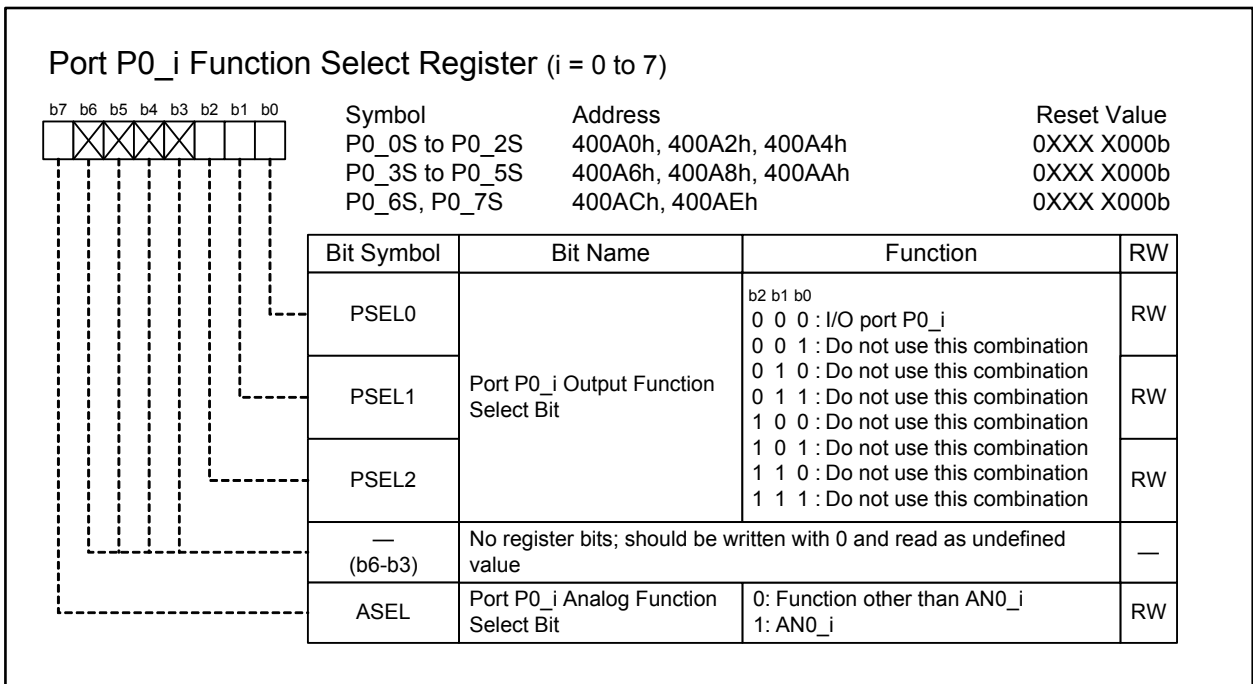 Port P0_i Function Select Register (i = 0 to 7)
b7 b6 b5 b4 b3 b2 b1 b0
Symbol Address Reset Value
P0_0S to P0_2S 400A0h, 400A2h, 400A4h 0XXX X000b
P0_3S to P0_5S 400A6h, 400A8h, 400AAh 0XXX X000b
P0_6S, P0_7S 400ACh, 400AEh 0XXX X000b
Bit Symbol Bit Name Function RW
PSEL0
PSEL1
PSEL2
Port P0_i Output Function
Select Bit
b2 b1 b0
0 0 0 : I/O port P0_i
0 0 1 : Do not use this combination
0 1 0 : Do not use this combination
0 1 1 : Do not use this combination
1 0 0 : Do not use this combination
1 0 1 : Do not use this combination
1 1 0 : Do not use this combination
1 1 1 : Do not use this combination
RW
RW
RW
—
(b6-b3)
No register bits; should be written with 0 and read as undefined
value
—
ASEL
Port P0_i Analog Function
Select Bit
0: Function other than AN0_i
1: AN0_i
RW